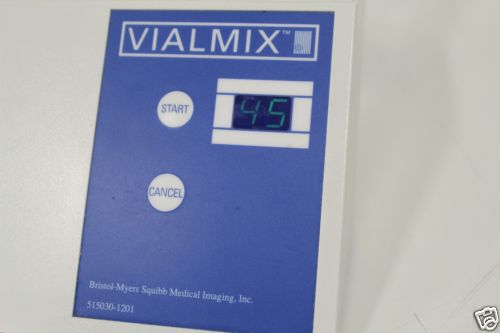 VIALMIX™
START
45
CANCEL
Bristol-Myers Squibb Medical Imaging, Inc.
515030-1201